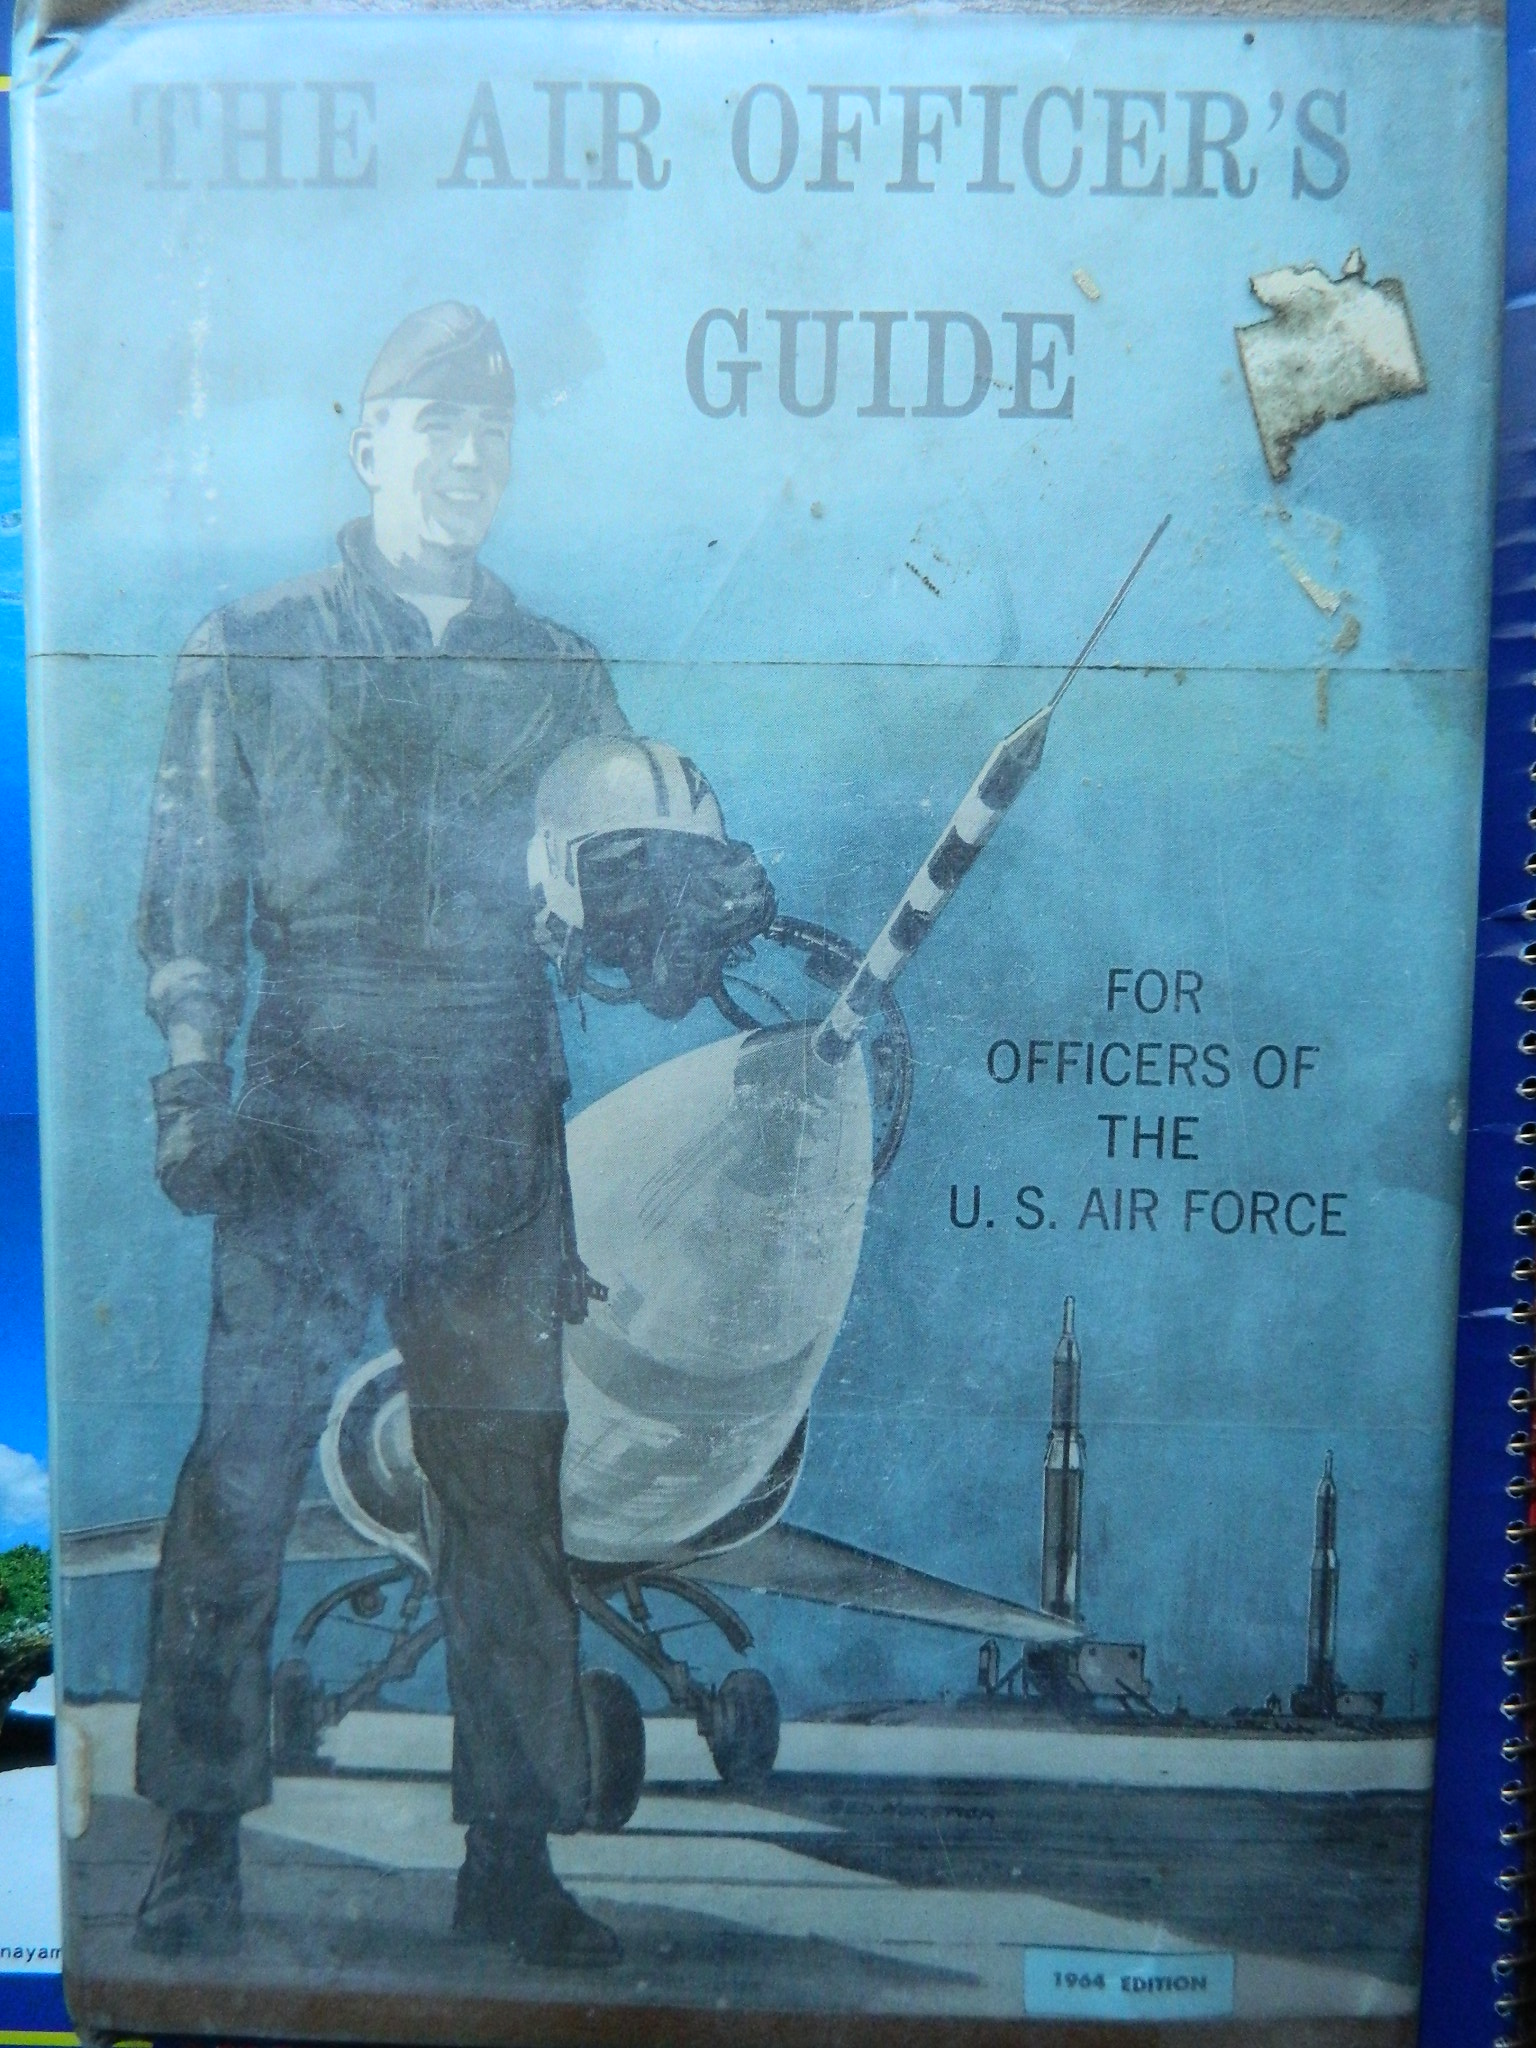 THE AIR OFFICER'S
GUIDE
FOR
OFFICERS OF
THE
U. S. AIR FORCE
1964 EDITION